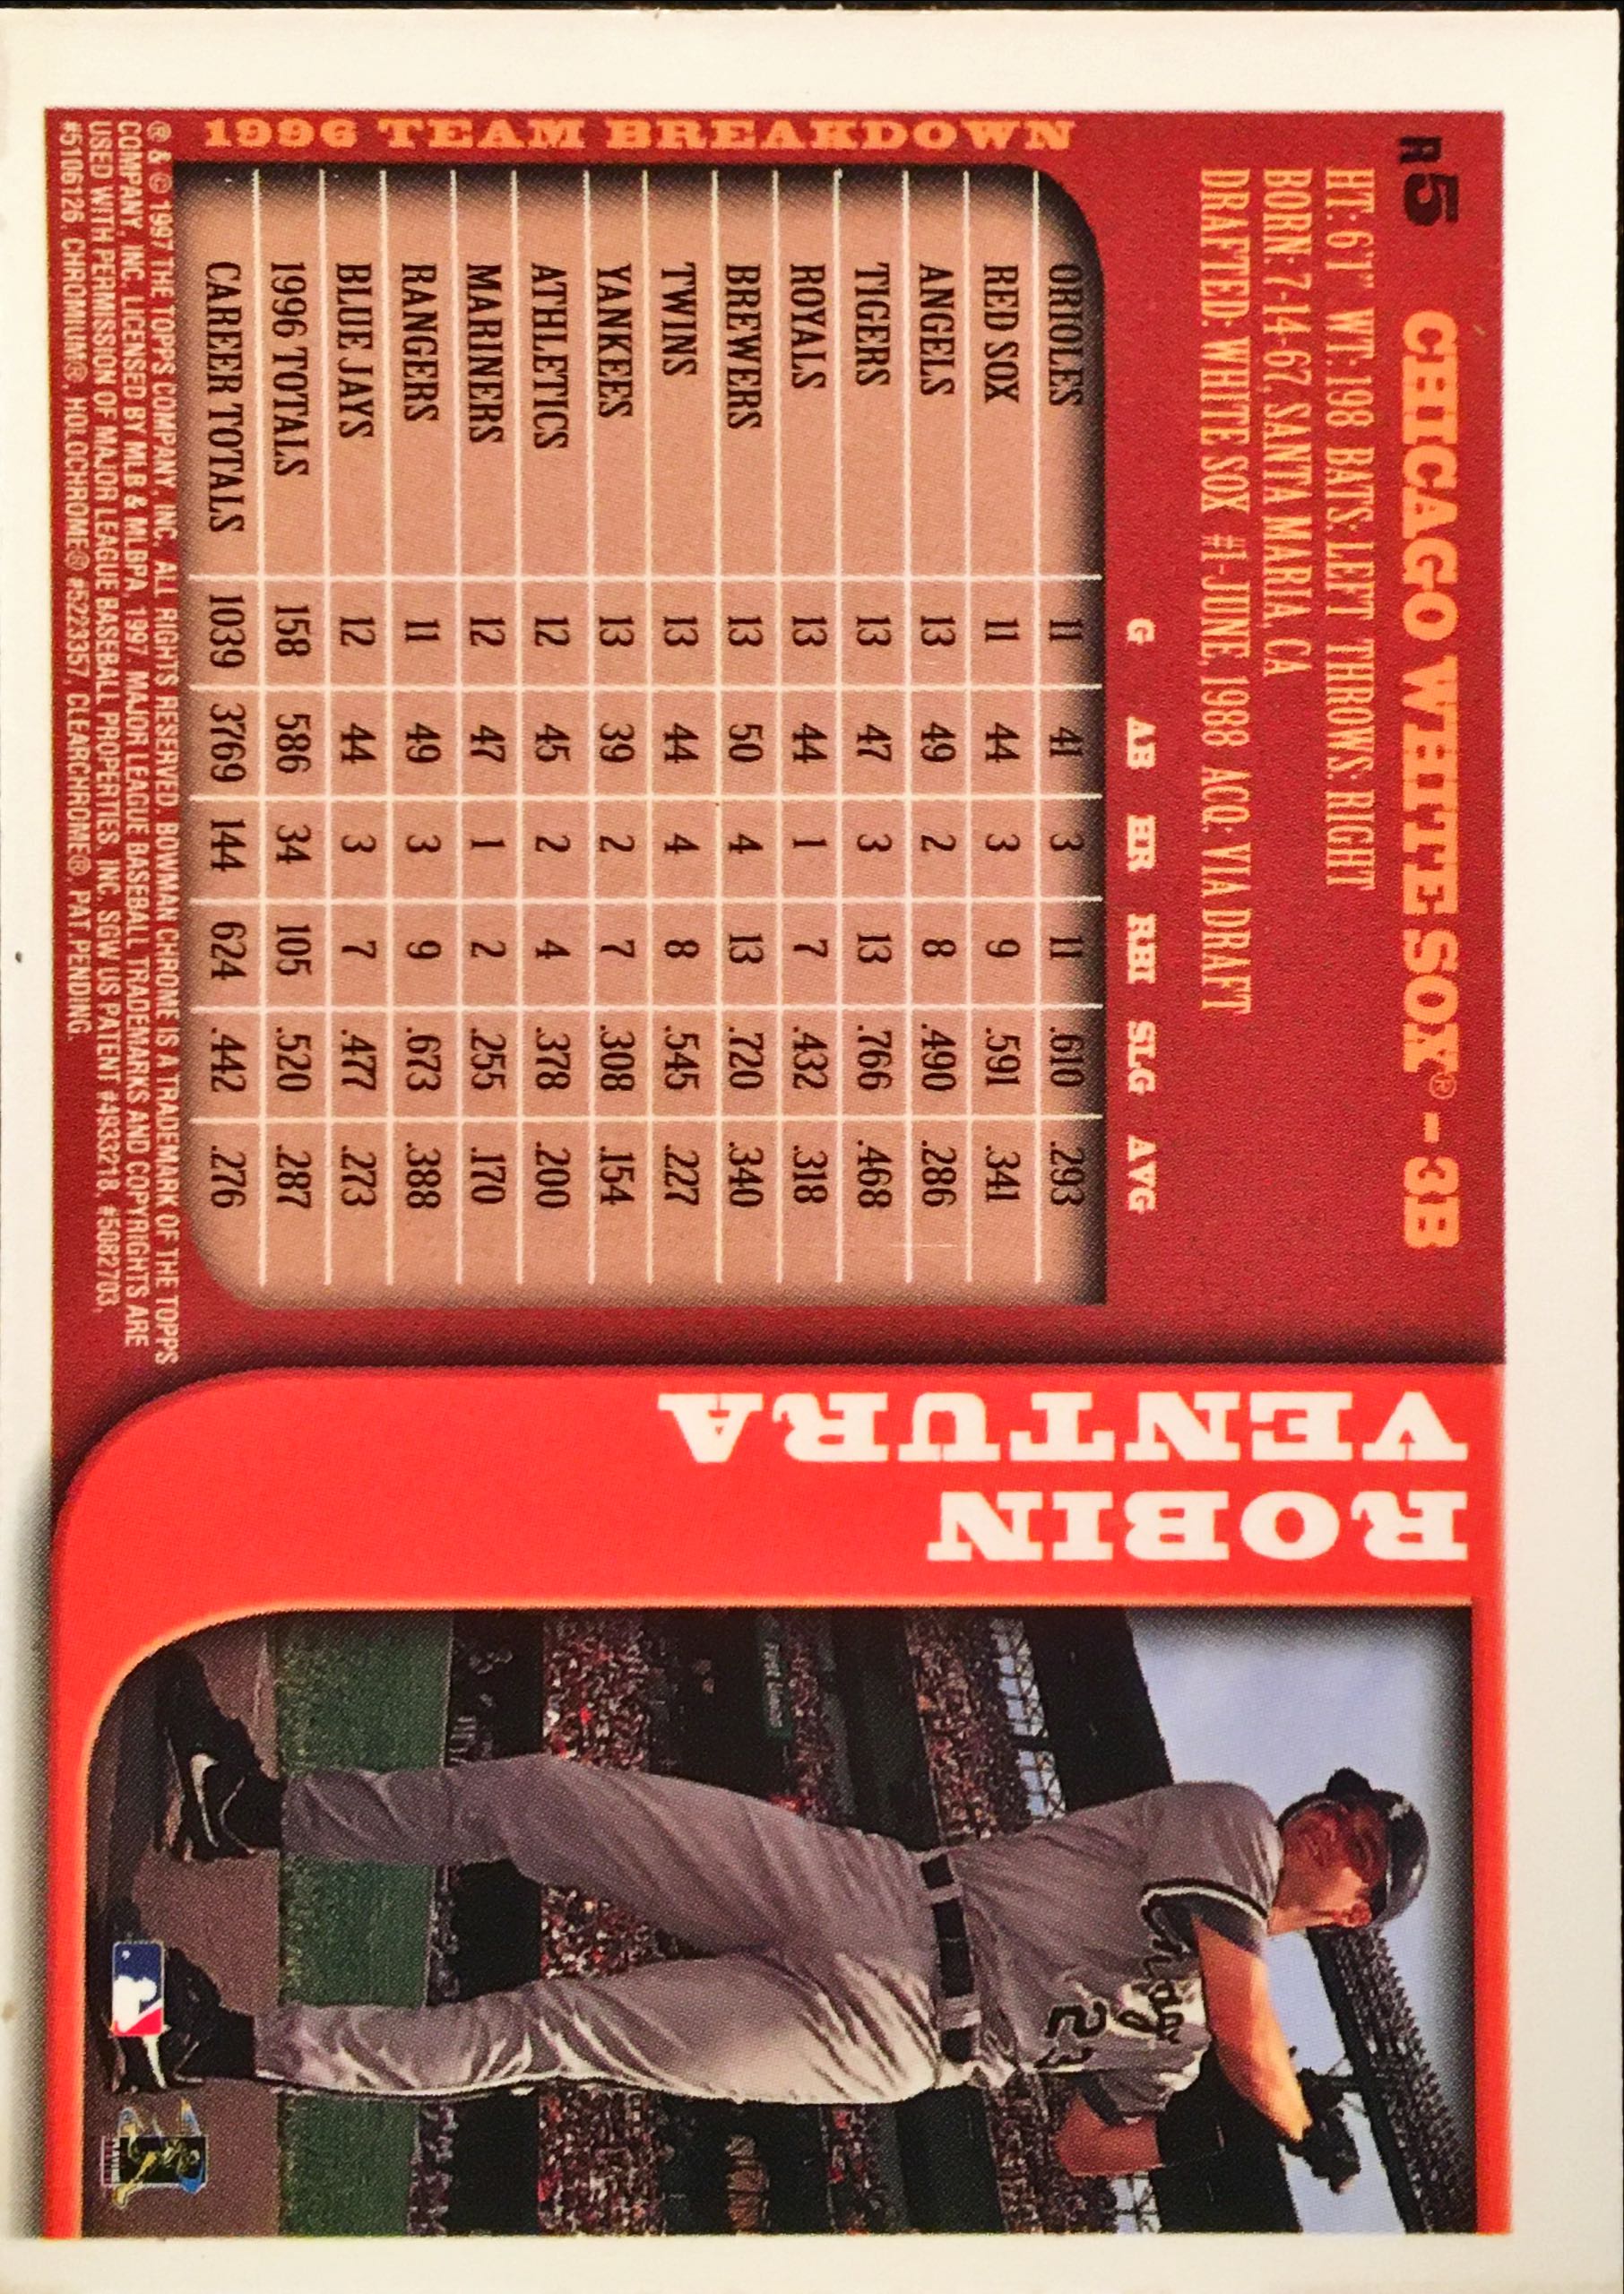 R5 CHICAGO WHITE SOX® - 3B
HT: 6'1" WT: 198 BATS: LEFT THROWS: RIGHT
BORN: 7-14-67, SANTA MARIA, CA
DRAFTED: WHITE SOX #1-JUNE, 1988 ACQ: VIA DRAFT
G AB HR RBI SLG AVG
ORIOLES 11 41 3 11 .610 .293
RED SOX 11 44 3 9 .591 .341
ANGELS 13 49 2 8 .490 .286
TIGERS 13 47 3 13 .766 .468
ROYALS 13 44 1 7 .432 .318
BREWERS 13 50 4 13 .720 .340
TWINS 13 44 4 8 .545 .227
YANKEES 13 39 2 7 .308 .154
ATHLETICS 12 45 2 4 .378 .200
MARINERS 12 47 1 2 .255 .170
RANGERS 11 49 3 9 .673 .388
BLUE JAYS 12 44 3 7 .477 .273
1996 TOTALS 158 586 34 105 .520 .287
CAREER TOTALS 1039 3769 144 624 .442 .276
1996 TEAM BREAKDOWN
® & © 1997 THE TOPPS COMPANY, INC. ALL RIGHTS RESERVED. BOWMAN CHROME IS A TRADEMARK OF THE TOPPS
COMPANY, INC. LICENSED BY MLB & MLBPA, 1997. MAJOR LEAGUE BASEBALL TRADEMARKS AND COPYRIGHTS ARE
USED WITH PERMISSION OF MAJOR LEAGUE BASEBALL PROPERTIES, INC. SGW US PATENT #4933218, #5082703,
#5106126, CHROMIUM®, HOLOCHROME® #5223357, CLEARCHROME® PAT. PENDING.
ROBIN
VENTURA